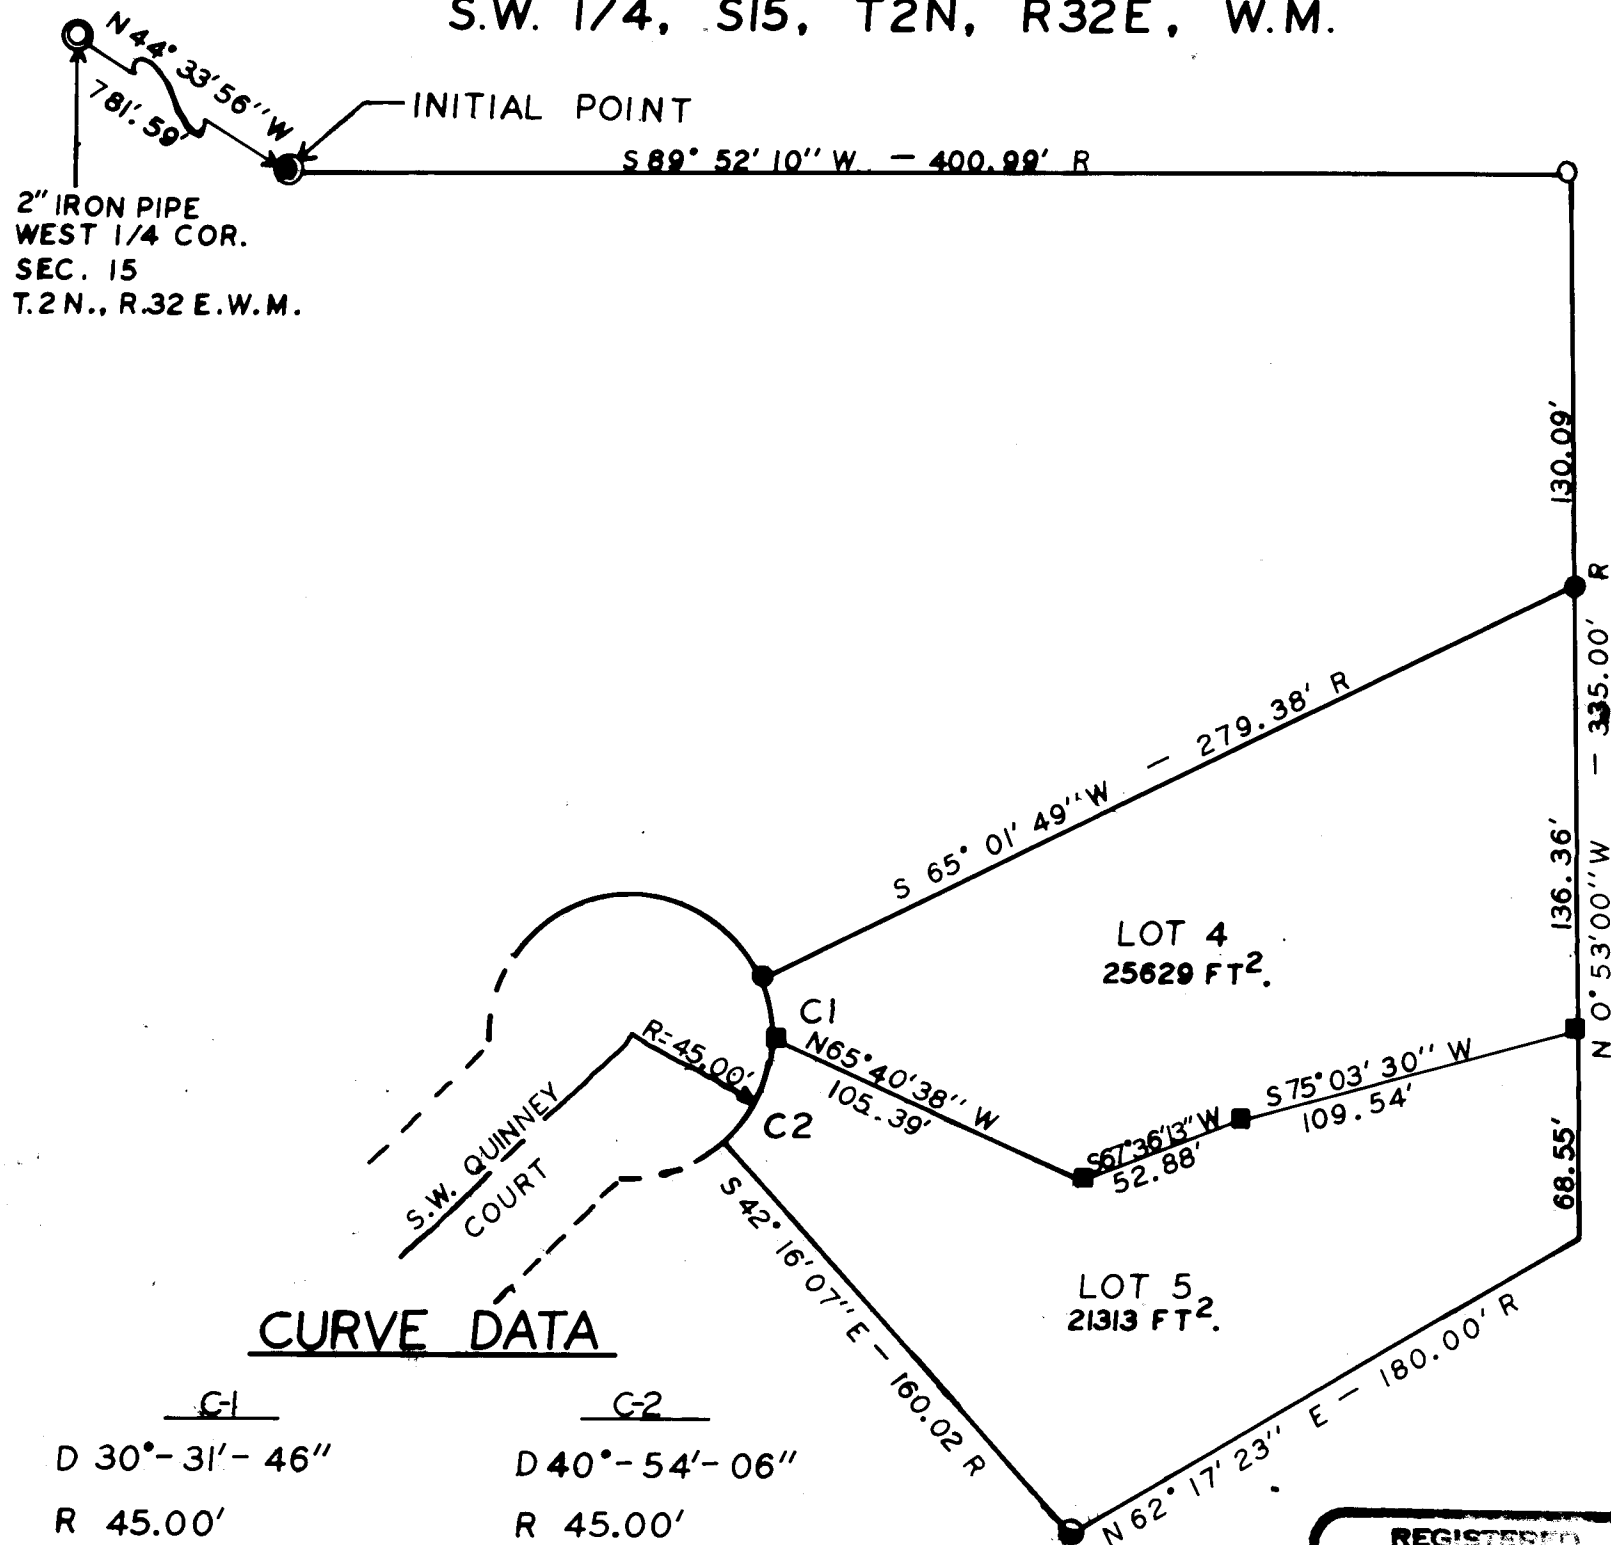 S.W. 1/4, S15, T2N, R32E, W.M.
N 44° 33' 56" W
781'.59'
INITIAL POINT
S 89° 52' 10" W. - 400.99' R
2" IRON PIPE
WEST 1/4 COR.
SEC. 15
T.2 N., R.32 E.W.M.
130.09'
N 0° 53' 00" W - 335.00' R
S 65° 01' 49" W - 279.38' R
136.36'
LOT 4
25629 FT².
C1
R=45.00'
N65° 40' 38" W
105.39'
S 75° 03' 30" W
109.54'
C2
S67°36'13" W
52.88'
68.55'
S.W. QUINNEY
COURT
S 42° 16' 07" E - 160.02 R
LOT 5
21313 FT².
N 62° 17' 23" E - 180.00' R
CURVE DATA
C-1 C-2
D 30°-31'-46" D 40°-54'-06"
R 45.00' R 45.00'
REGISTERED